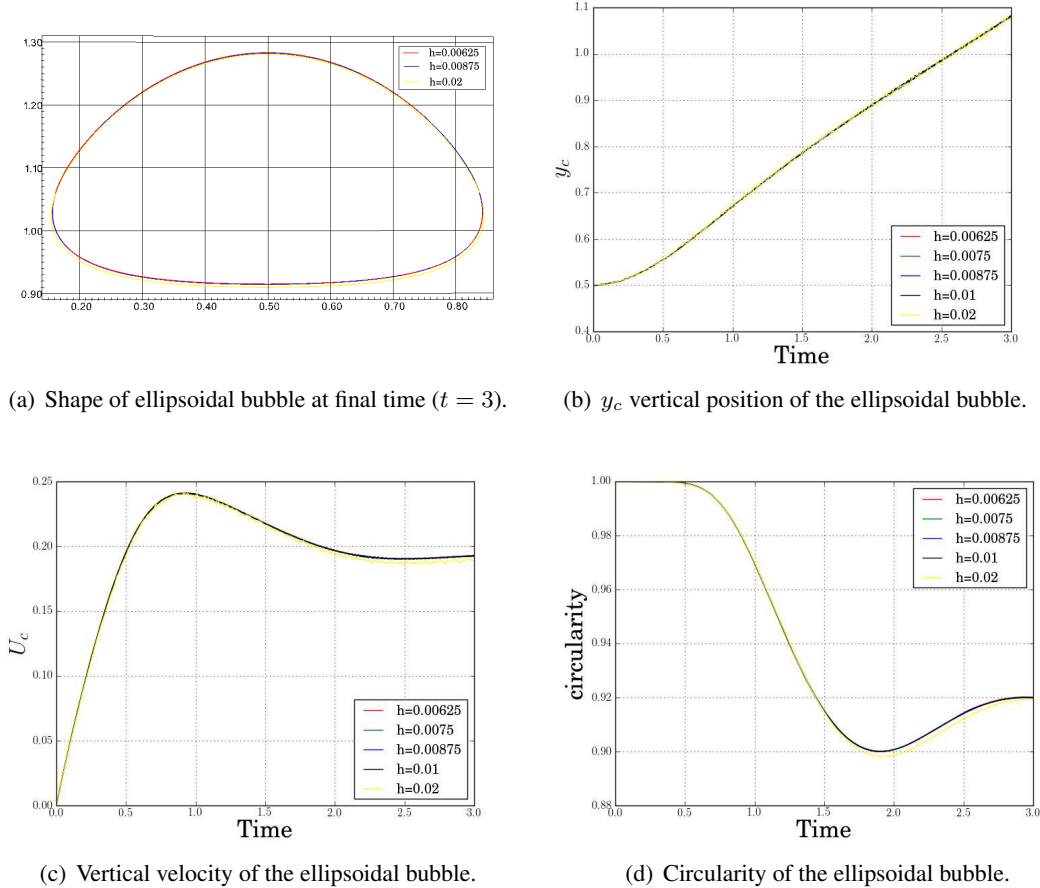 1.30
1.20
1.10
1.00
0.90
0.20
0.30
0.40
0.50
0.60
0.70
0.80
h=0.00625
h=0.00875
h=0.02
(a) Shape of ellipsoidal bubble at final time (t = 3).
1.1
1.0
0.9
0.8
0.7
0.6
0.5
0.4
y_c
0.0
0.5
1.0
1.5
2.0
2.5
3.0
Time
h=0.00625
h=0.0075
h=0.00875
h=0.01
h=0.02
(b) y_c vertical position of the ellipsoidal bubble.
0.25
0.20
0.15
0.10
0.05
0.00
U_c
0.0
0.5
1.0
1.5
2.0
2.5
3.0
Time
h=0.00625
h=0.0075
h=0.00875
h=0.01
h=0.02
(c) Vertical velocity of the ellipsoidal bubble.
1.00
0.98
0.96
0.94
0.92
0.90
0.88
circularity
0.0
0.5
1.0
1.5
2.0
2.5
3.0
Time
h=0.00625
h=0.0075
h=0.00875
h=0.01
h=0.02
(d) Circularity of the ellipsoidal bubble.